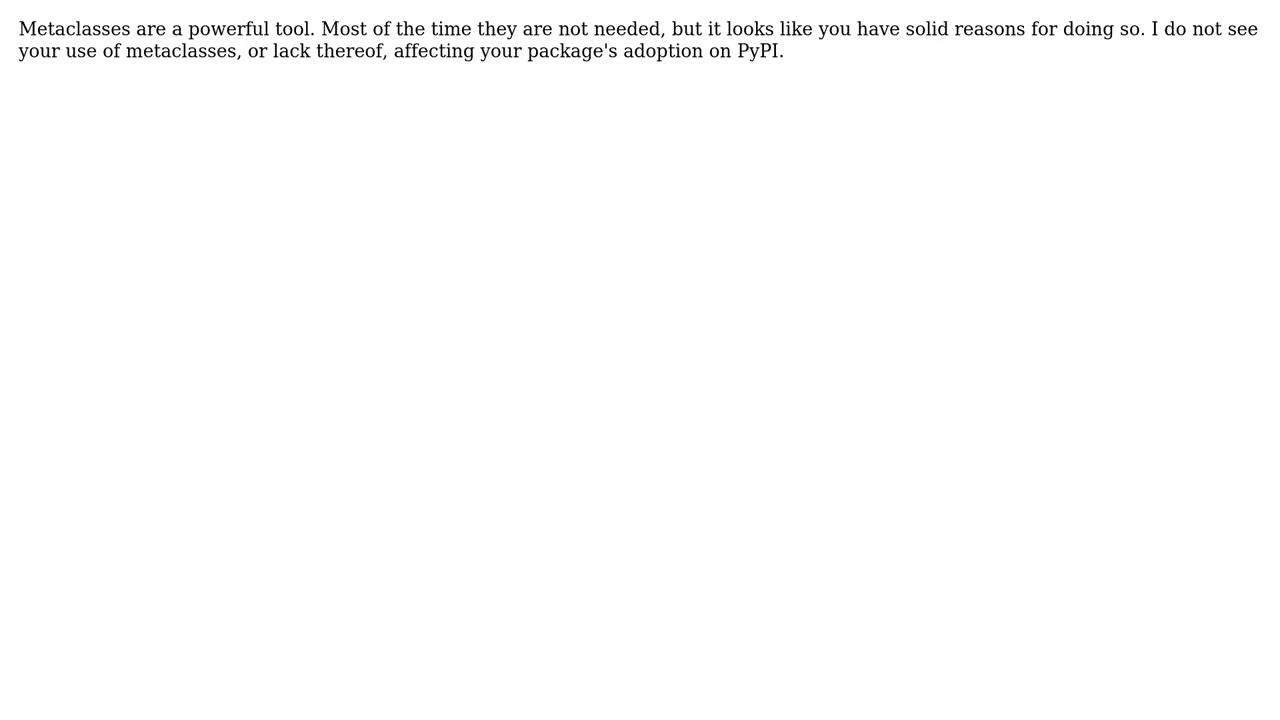 Metaclasses are a powerful tool. Most of the time they are not needed, but it looks like you have solid reasons for doing so. I do not see
your use of metaclasses, or lack thereof, affecting your package's adoption on PyPI.